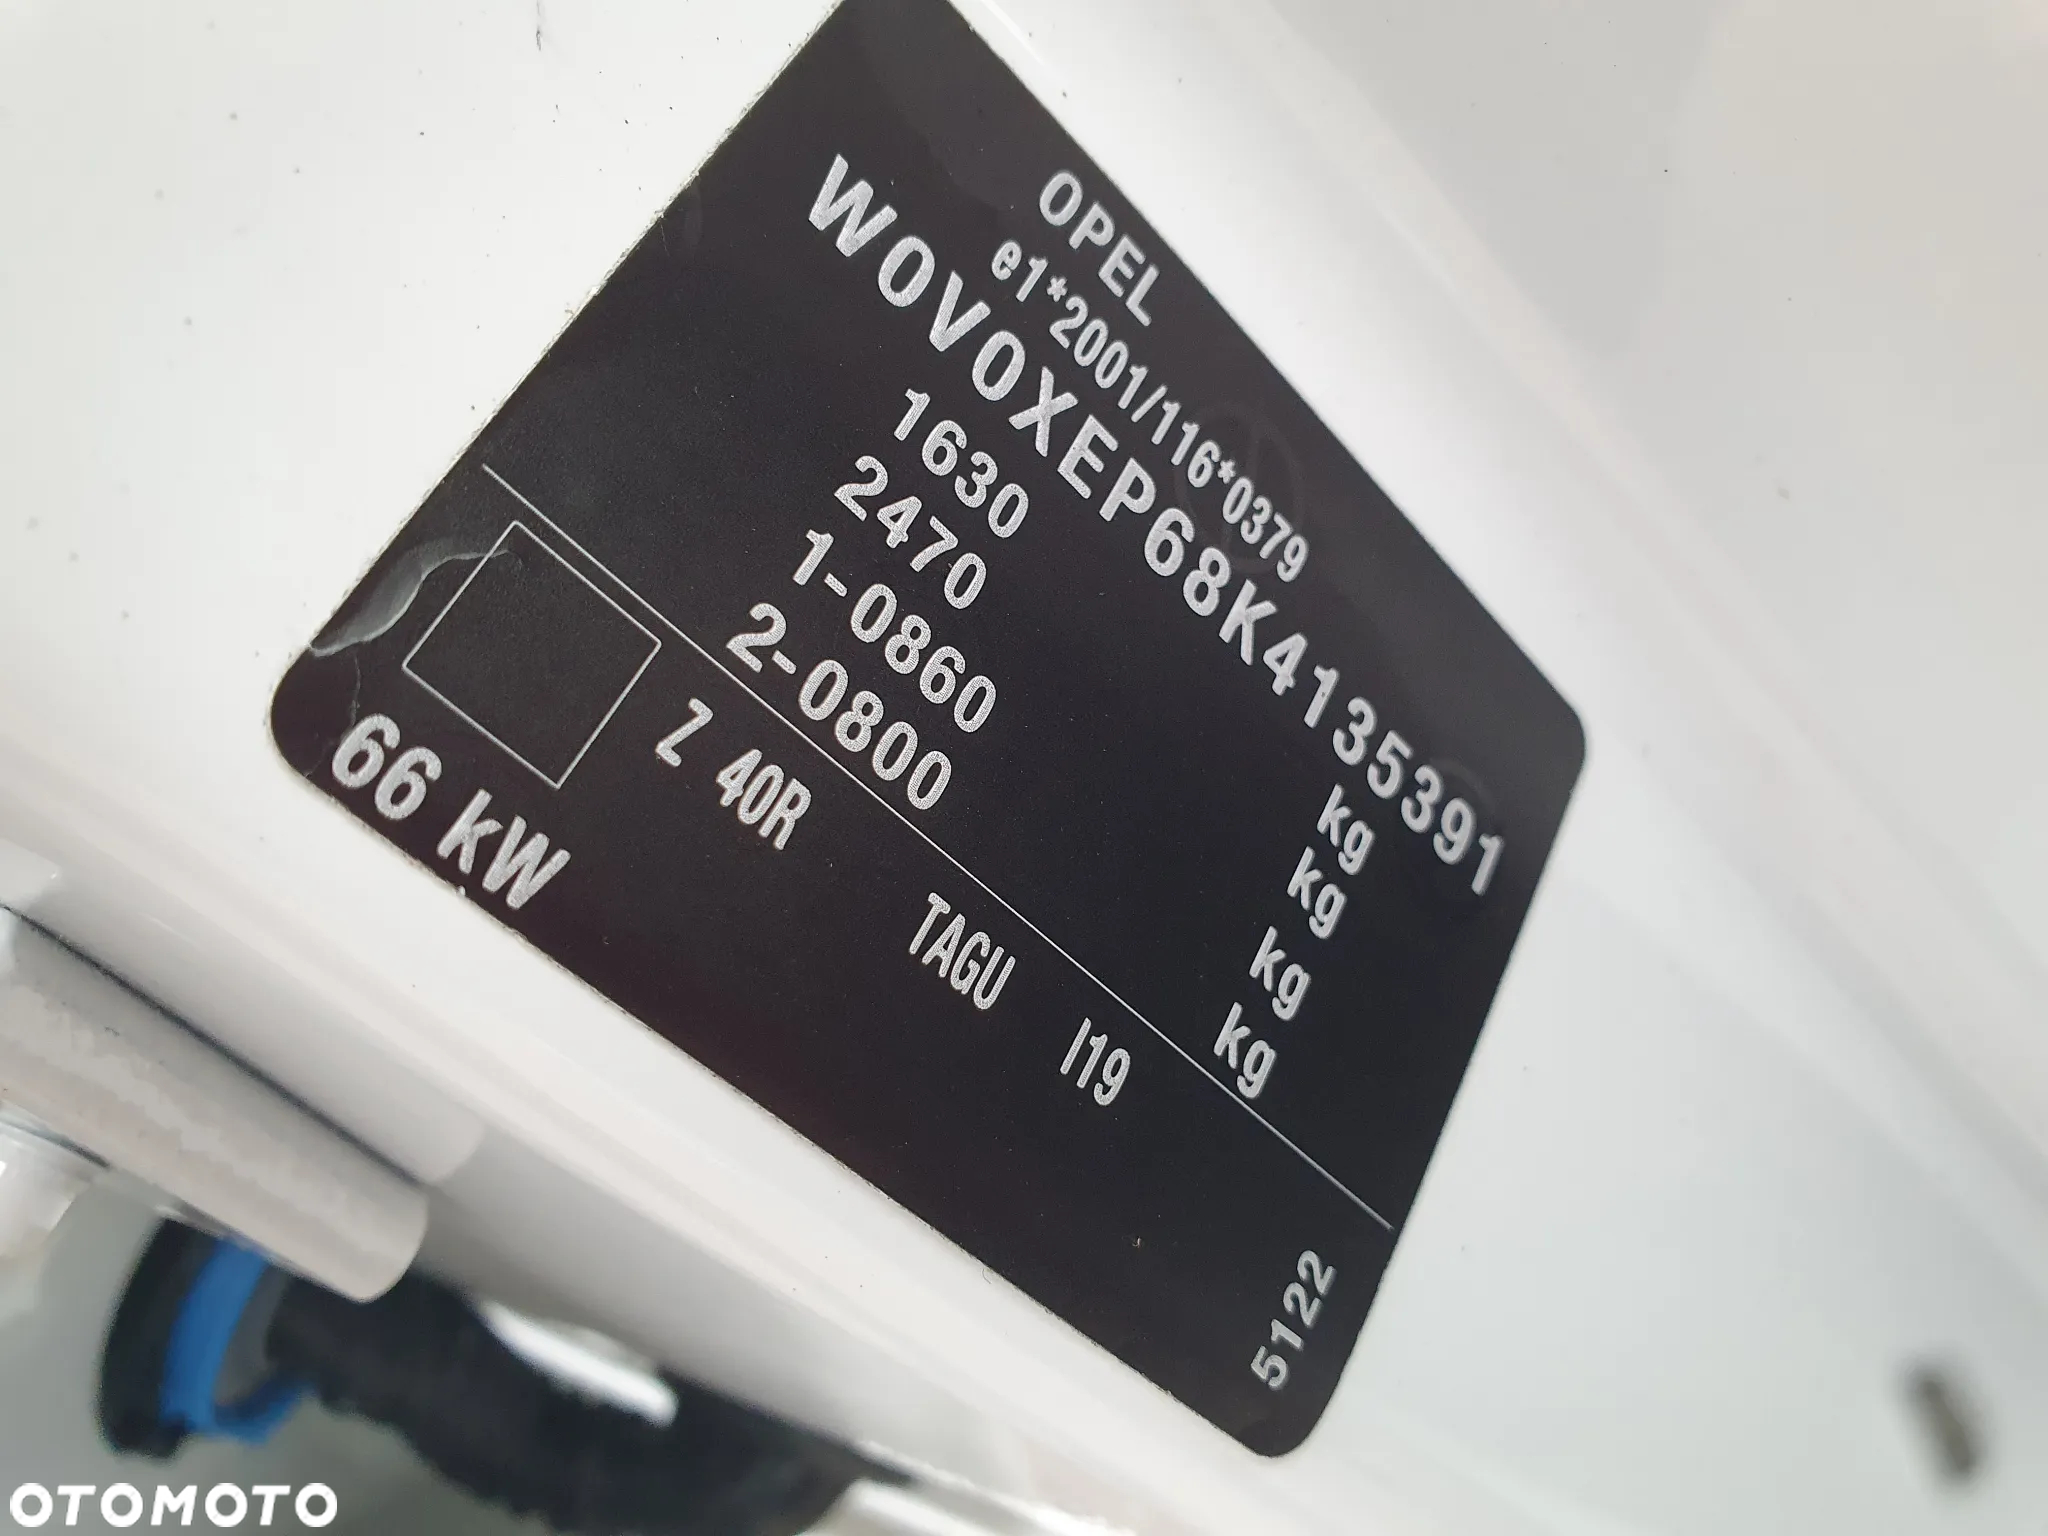 OPEL
e1*2001/116*0379
W0V0XEP68K4135391
1630 kg
2470 kg
1-0860 kg
2-0800 kg
Z 40R TAGU I19
66 kW
5122
OTOMOTO